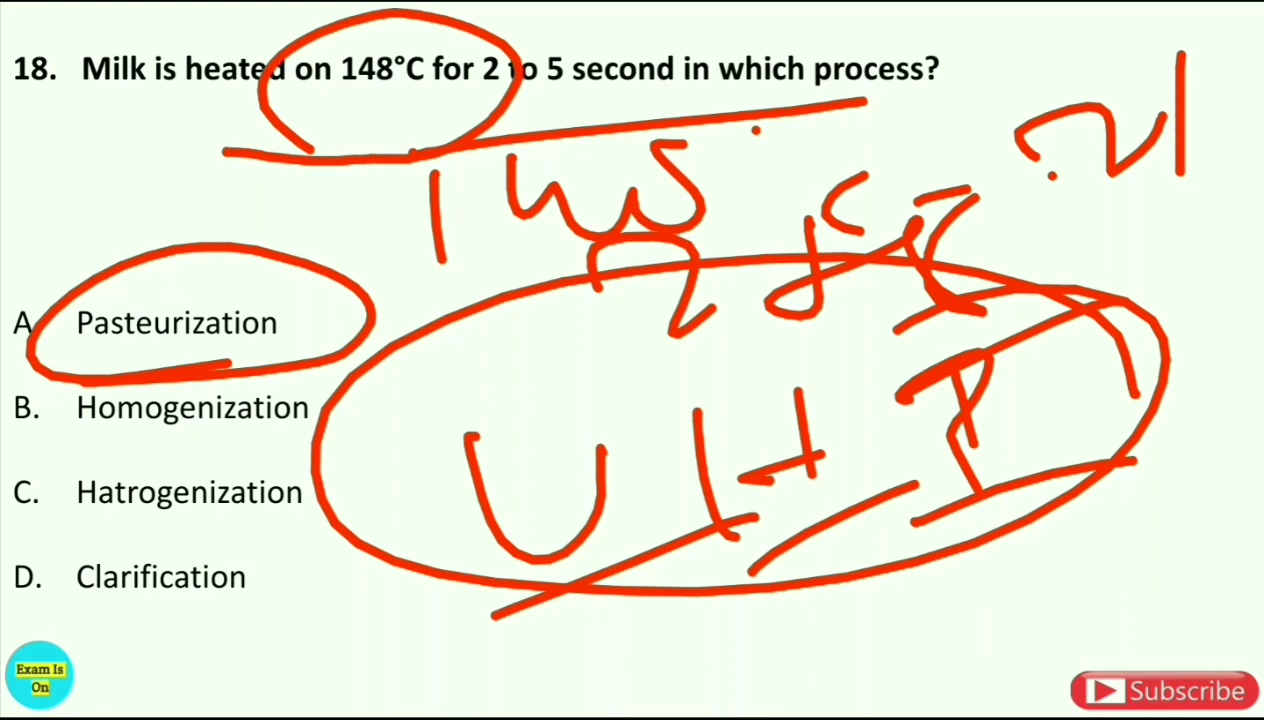 18. Milk is heated on 148°C for 2 to 5 second in which process?
A. Pasteurization
B. Homogenization
C. Hatrogenization
D. Clarification
Exam Is
On
Subscribe